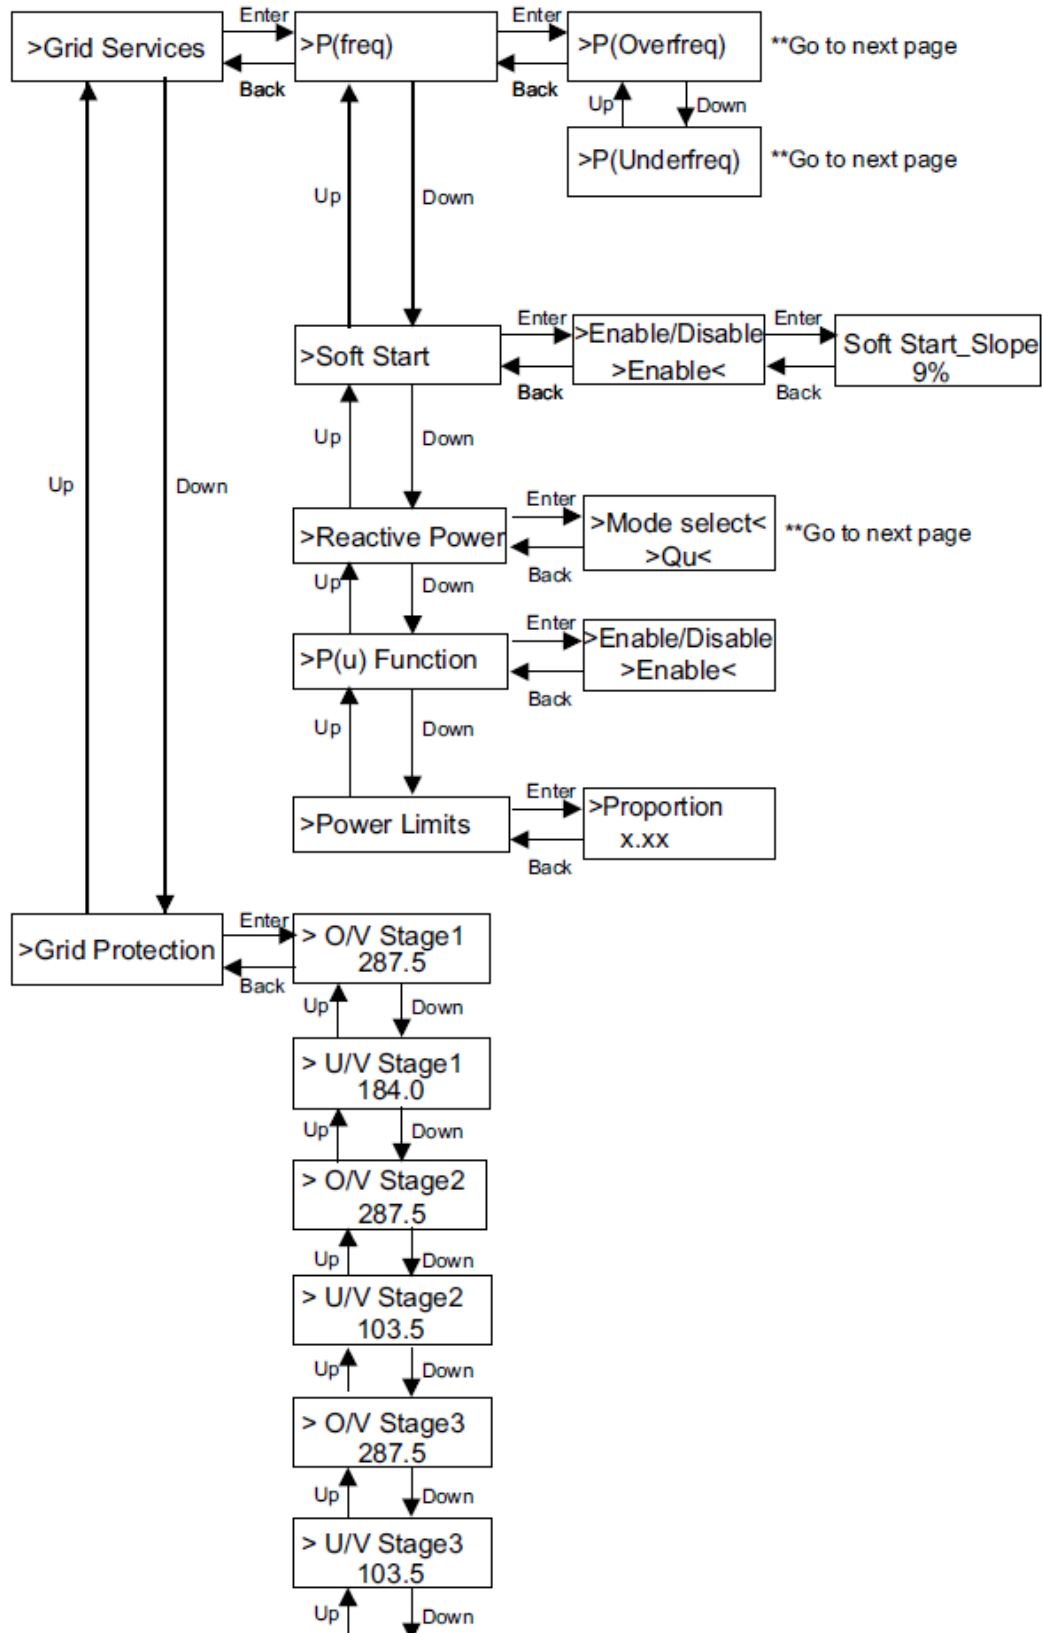 Enter
Enter
>Grid Services
>P(freq)
>P(Overfreq)
**Go to next page
Back
Back
Up
Down
>P(Underfreq)
**Go to next page
Up
Down
Enter
Enter
>Soft Start
>Enable/Disable
>Enable<
Soft Start_Slope
9%
Back
Back
Up
Down
Up
Down
Enter
>Reactive Power
>Mode select<
>Qu<
**Go to next page
Back
Up
Down
Enter
>P(u) Function
>Enable/Disable
>Enable<
Back
Up
Down
Enter
>Power Limits
>Proportion
x.xx
Back
Enter
>Grid Protection
> O/V Stage1
287.5
Back
Up
Down
> U/V Stage1
184.0
Up
Down
> O/V Stage2
287.5
Up
Down
> U/V Stage2
103.5
Up
Down
> O/V Stage3
287.5
Up
Down
> U/V Stage3
103.5
Up
Down